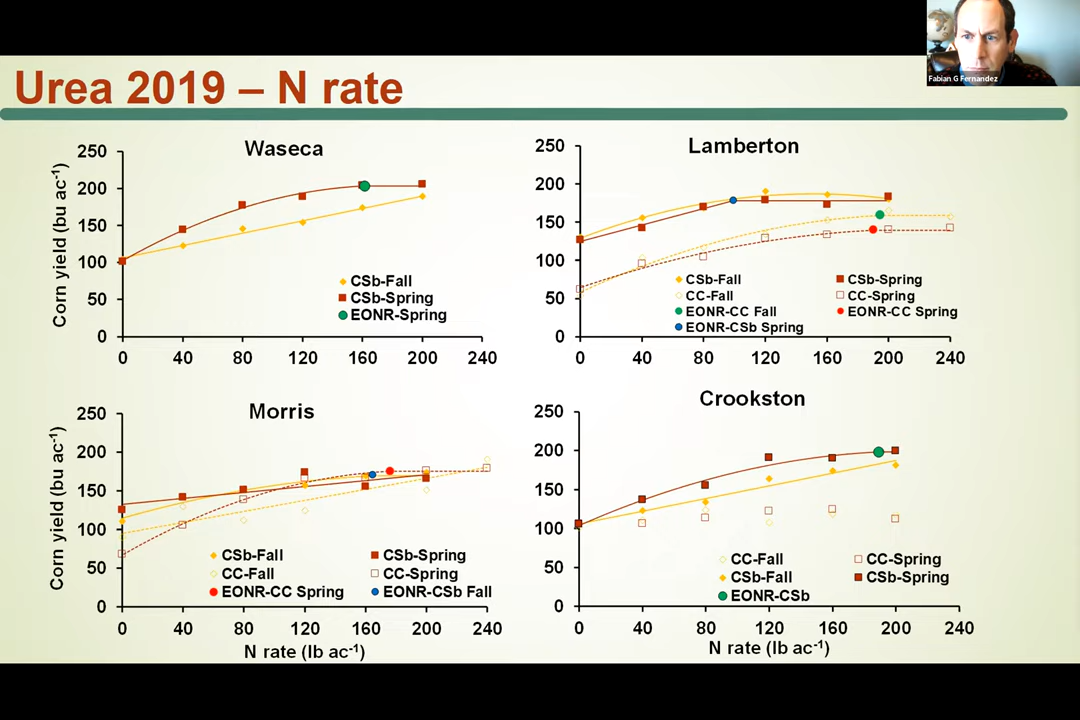 Fabian G Fernandez
Urea 2019 – N rate
Waseca
Corn yield (bu ac⁻¹)
250
200
150
100
50
0
0 40 80 120 160 200 240
CSb-Fall
CSb-Spring
EONR-Spring
Lamberton
250
200
150
100
50
0
0 40 80 120 160 200 240
CSb-Fall CSb-Spring
CC-Fall CC-Spring
EONR-CC Fall EONR-CC Spring
EONR-CSb Spring
Morris
Corn yield (bu ac⁻¹)
250
200
150
100
50
0
0 40 80 120 160 200 240
N rate (lb ac⁻¹)
CSb-Fall CSb-Spring
CC-Fall CC-Spring
EONR-CC Spring EONR-CSb Fall
Crookston
250
200
150
100
50
0
0 40 80 120 160 200 240
N rate (lb ac⁻¹)
CC-Fall CC-Spring
CSb-Fall CSb-Spring
EONR-CSb